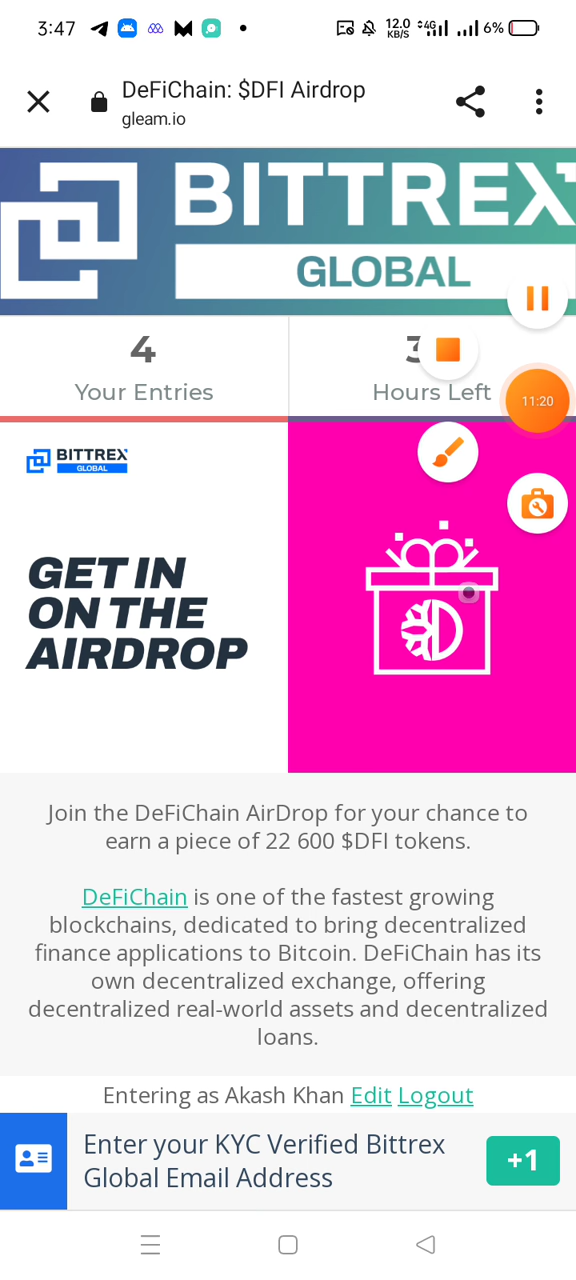 3:47
12.0
KB/S
4G
6%
DeFiChain: $DFI Airdrop
gleam.io
BITTREX
GLOBAL
4
Your Entries
Hours Left
11:20
BITTREX
GLOBAL
GET IN
ON THE
AIRDROP
Join the DeFiChain AirDrop for your chance to
earn a piece of 22 600 $DFI tokens.
DeFiChain is one of the fastest growing
blockchains, dedicated to bring decentralized
finance applications to Bitcoin. DeFiChain has its
own decentralized exchange, offering
decentralized real-world assets and decentralized
loans.
Entering as Akash Khan Edit Logout
Enter your KYC Verified Bittrex
Global Email Address
+1